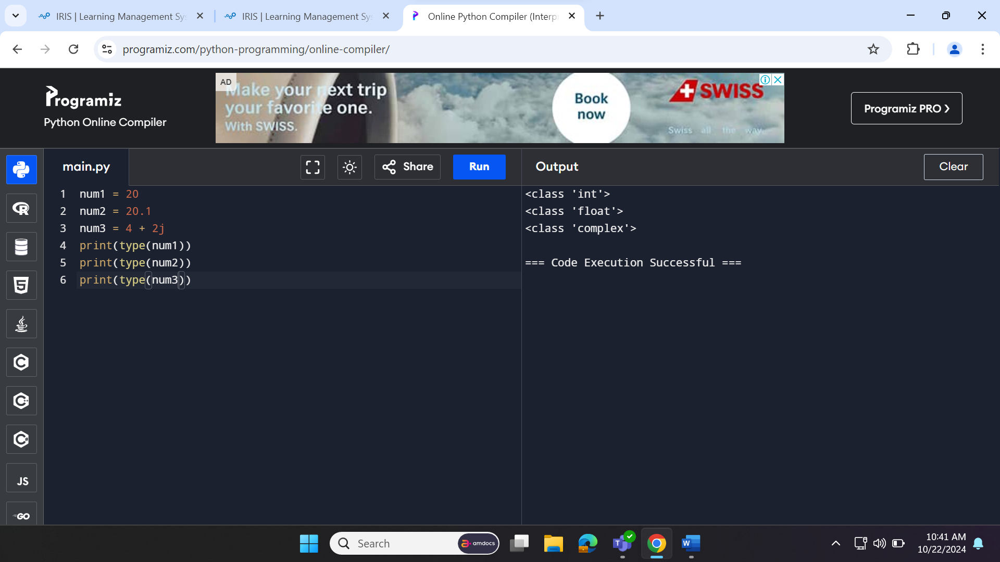 IRIS | Learning Management Sys
IRIS | Learning Management Sys
Online Python Compiler (Interp
programiz.com/python-programming/online-compiler/
Programiz
Python Online Compiler
AD
Make your next trip
your favorite one.
With SWISS.
Book
now
SWISS
Swiss all the way.
Programiz PRO ❯
main.py
Share
Run
Output
Clear
1 num1 = 20
2 num2 = 20.1
3 num3 = 4 + 2j
4 print(type(num1))
5 print(type(num2))
6 print(type(num3))
<class 'int'>
<class 'float'>
<class 'complex'>
=== Code Execution Successful ===
R
5
C
C++
C#
JS
GO
Search
amdocs
T
W
10:41 AM
10/22/2024